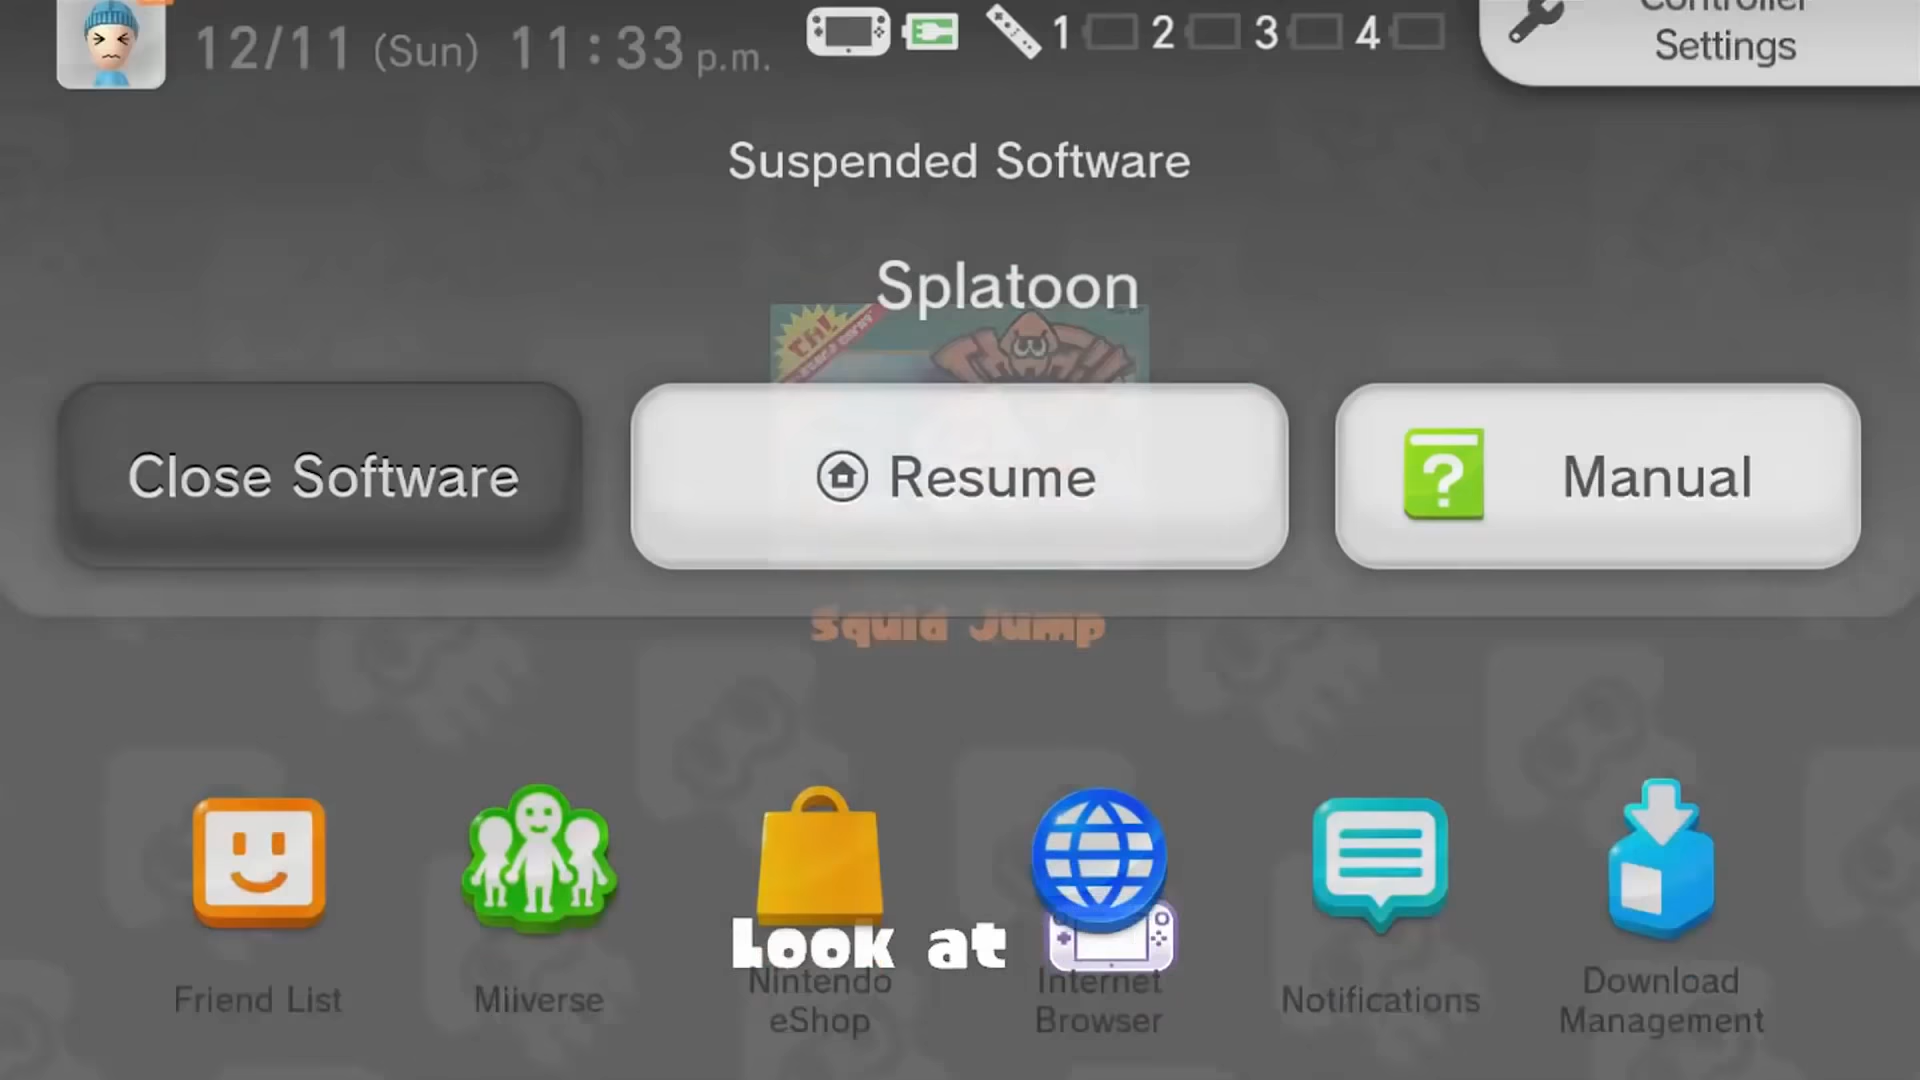 12/11 (Sun) 11:33 p.m.
1 2 3 4
Controller
Settings
Suspended Software
Splatoon
Close Software
Resume
? Manual
Squid Jump
Look at
Friend List
Miiverse
Nintendo
eShop
Internet
Browser
Notifications
Download
Management